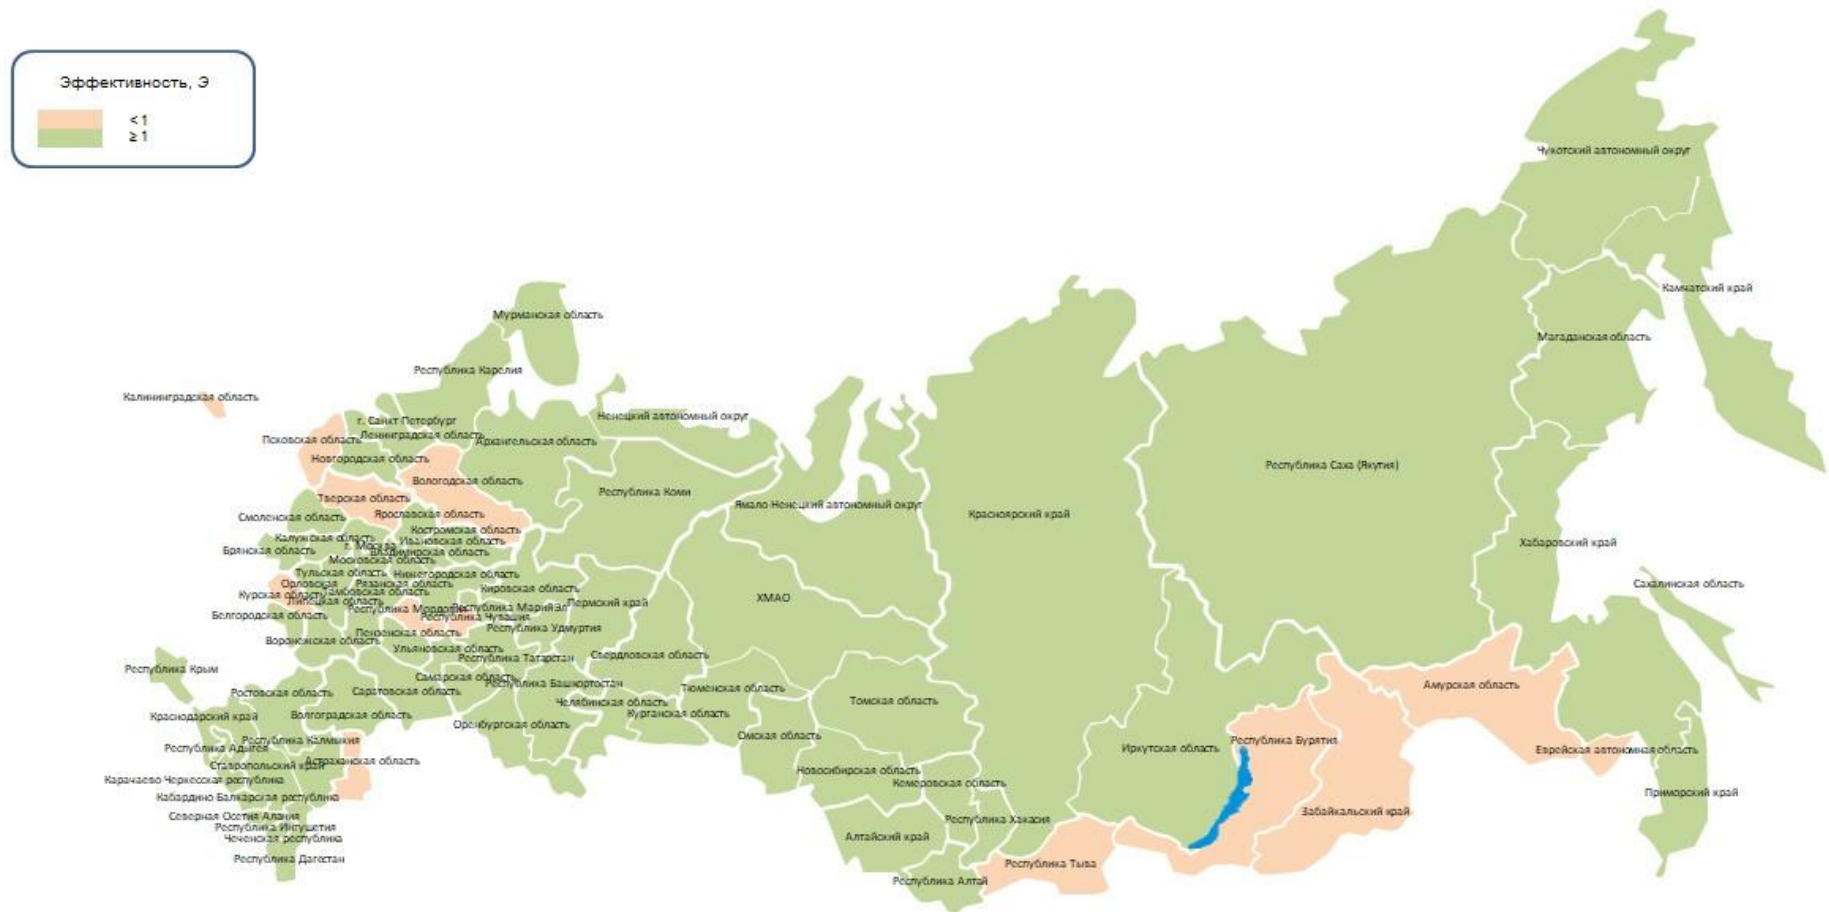 Эффективность, Э
< 1
≥ 1
Чукотский автономный округ
Камчатский край
Мурманская область
Магаданская область
Республика Карелия
Калининградская область
Ненецкий автономный округ
г. Санкт Петербург
Ленинградская область
Псковская область
Архангельская область
Новгородская область
Республика Саха (Якутия)
Вологодская область
Республика Коми
Тверская область
Ямало Ненецкий автономный округ
Ярославская область
Красноярский край
Смоленская область
Костромская область
Калужская область
Ивановская область
Хабаровский край
г. Москва
Брянская область
Владимирская область
Московская область
Тульская область
Нижегородская область
Орловская
Рязанская область
Сахалинская область
Кировская область
Тамбовская область
Курская область
ХМАО
Липецкая область
Пермский край
Республика Мордовия
Республика Марий Эл
Белгородская область
Республика Чувашия
Республика Удмуртия
Пензенская область
Воронежская область
Ульяновская область
Республика Татарстан
Свердловская область
Республика Крым
Самарская область
Республика Башкортостан
Амурская область
Тюменская область
Ростовская область
Саратовская область
Челябинская область
Томская область
Краснодарский край
Волгоградская область
Курганская область
Оренбургская область
Омская область
Республика Калмыкия
Республика Бурятия
Республика Адыгея
Иркутская область
Еврейская автономная область
Астраханская область
Ставропольский край
Новосибирская область
Карачаево Черкесская республика
Кемеровская область
Приморский край
Кабардино Балкарская республика
Забайкальский край
Северная Осетия Алания
Республика Хакасия
Республика Ингушетия
Алтайский край
Чеченская республика
Республика Дагестан
Республика Тыва
Республика Алтай